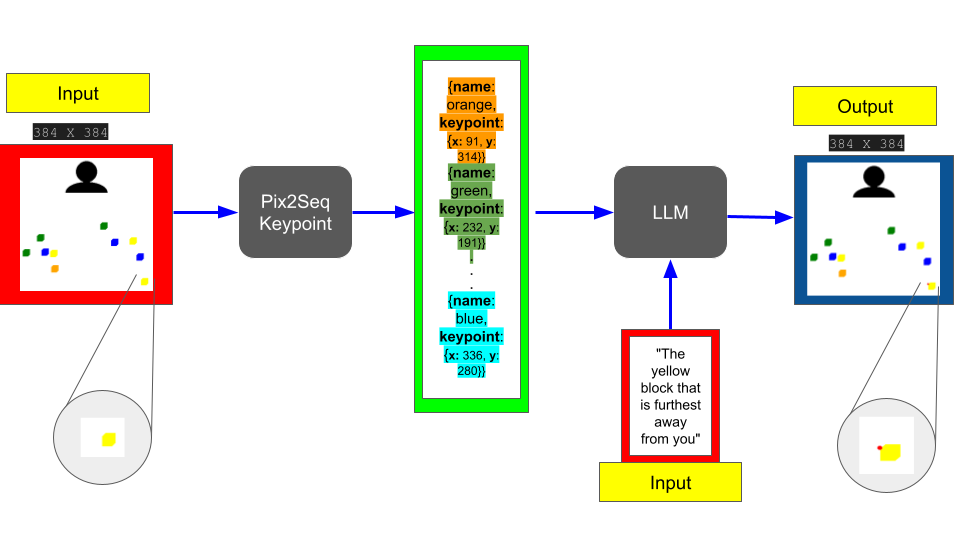 Input
384 X 384
Pix2Seq
Keypoint
{name:
orange,
keypoint:
{x: 91, y:
314}}
{name:
green,
keypoint:
{x: 232, y:
191}}
.
.
.
{name:
blue,
keypoint:
{x: 336, y:
280}}
LLM
"The
yellow
block that
is furthest
away
from you"
Input
Output
384 X 384